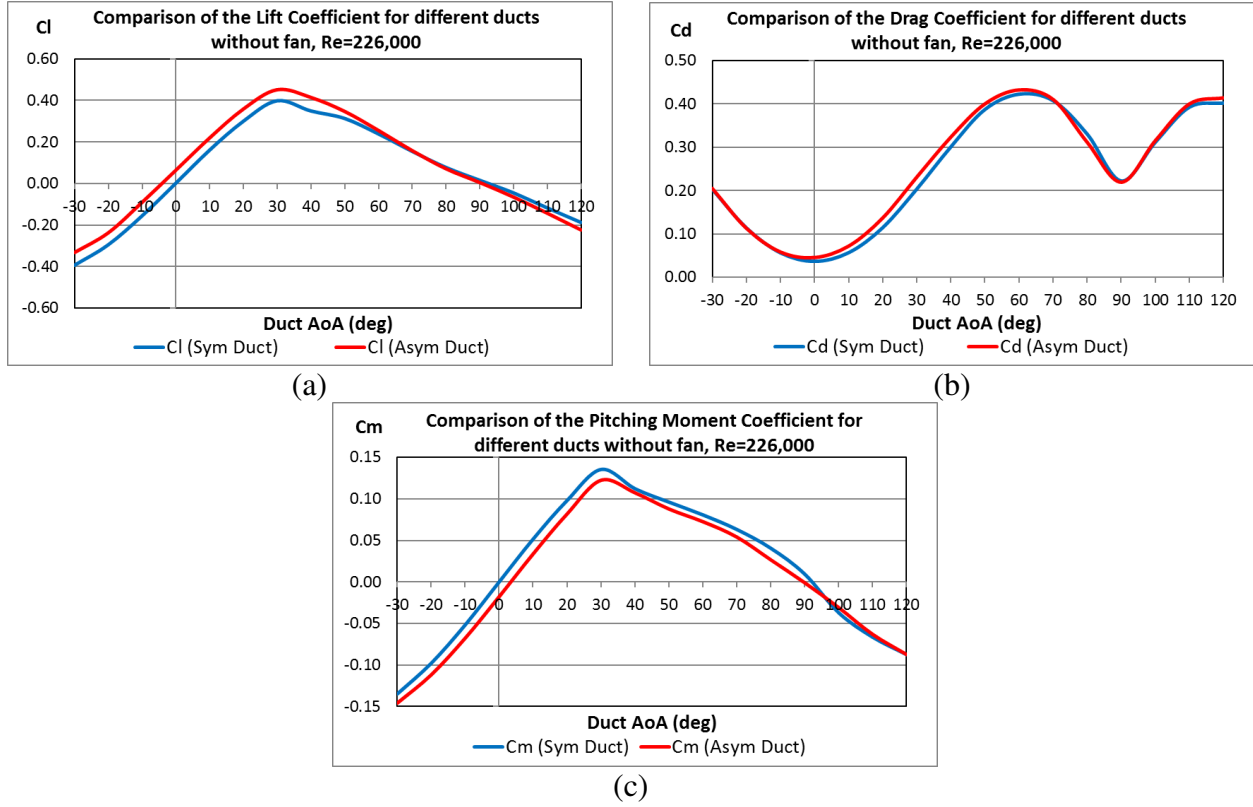 Cl
Comparison of the Lift Coefficient for different ducts
without fan, Re=226,000
0.60
0.40
0.20
0.00
-0.20
-0.40
-0.60
-30 -20 -10 0 10 20 30 40 50 60 70 80 90 100 110 120
Duct AoA (deg)
Cl (Sym Duct) Cl (Asym Duct)
(a)
Cd
Comparison of the Drag Coefficient for different ducts
without fan, Re=226,000
0.50
0.40
0.30
0.20
0.10
0.00
-30 -20 -10 0 10 20 30 40 50 60 70 80 90 100 110 120
Duct AoA (deg)
Cd (Sym Duct) Cd (Asym Duct)
(b)
Cm
Comparison of the Pitching Moment Coefficient for
different ducts without fan, Re=226,000
0.15
0.10
0.05
0.00
-0.05
-0.10
-0.15
-30 -20 -10 0 10 20 30 40 50 60 70 80 90 100 110 120
Duct AoA (deg)
Cm (Sym Duct) Cm (Asym Duct)
(c)